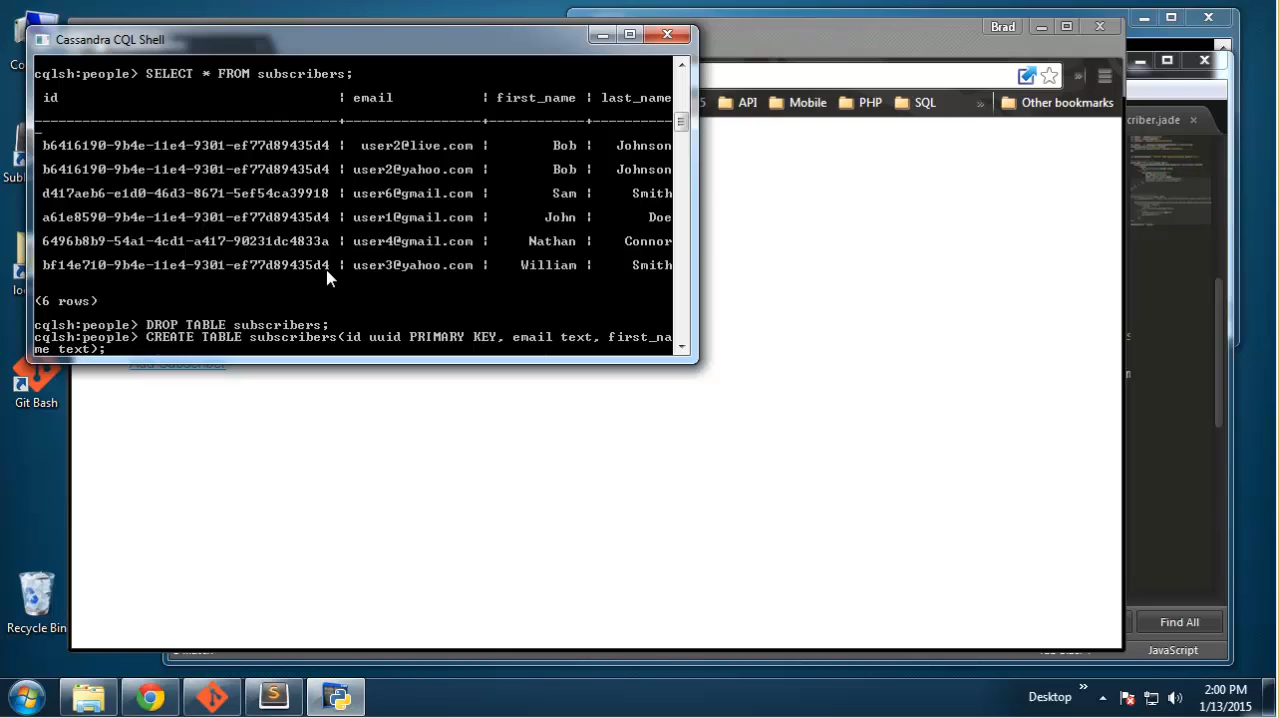 Brad
Cassandra CQL Shell
cqlsh:people> SELECT * FROM subscribers;
id | email | first_name | last_name
b6416190-9b4e-11e4-9301-ef77d89435d4 | user2@live.com | Bob | Johnson
b6416190-9b4e-11e4-9301-ef77d89435d4 | user2@yahoo.com | Bob | Johnson
d417aeb6-e1d0-46d3-8671-5ef54ca39918 | user6@gmail.com | Sam | Smith
a61e8590-9b4e-11e4-9301-ef77d89435d4 | user1@gmail.com | John | Doe
6496b8b9-54a1-4cd1-a417-90231dc4833a | user4@gmail.com | Nathan | Connor
bf14e710-9b4e-11e4-9301-ef77d89435d4 | user3@yahoo.com | William | Smith
(6 rows)
cqlsh:people> DROP TABLE subscribers;
cqlsh:people> CREATE TABLE subscribers(id uuid PRIMARY KEY, email text, first_na
me text);
API
Mobile
PHP
SQL
»
Other bookmarks
criber.jade
Add Subscriber
Git Bash
Recycle Bin
Find All
JavaScript
Desktop
2:00 PM
1/13/2015